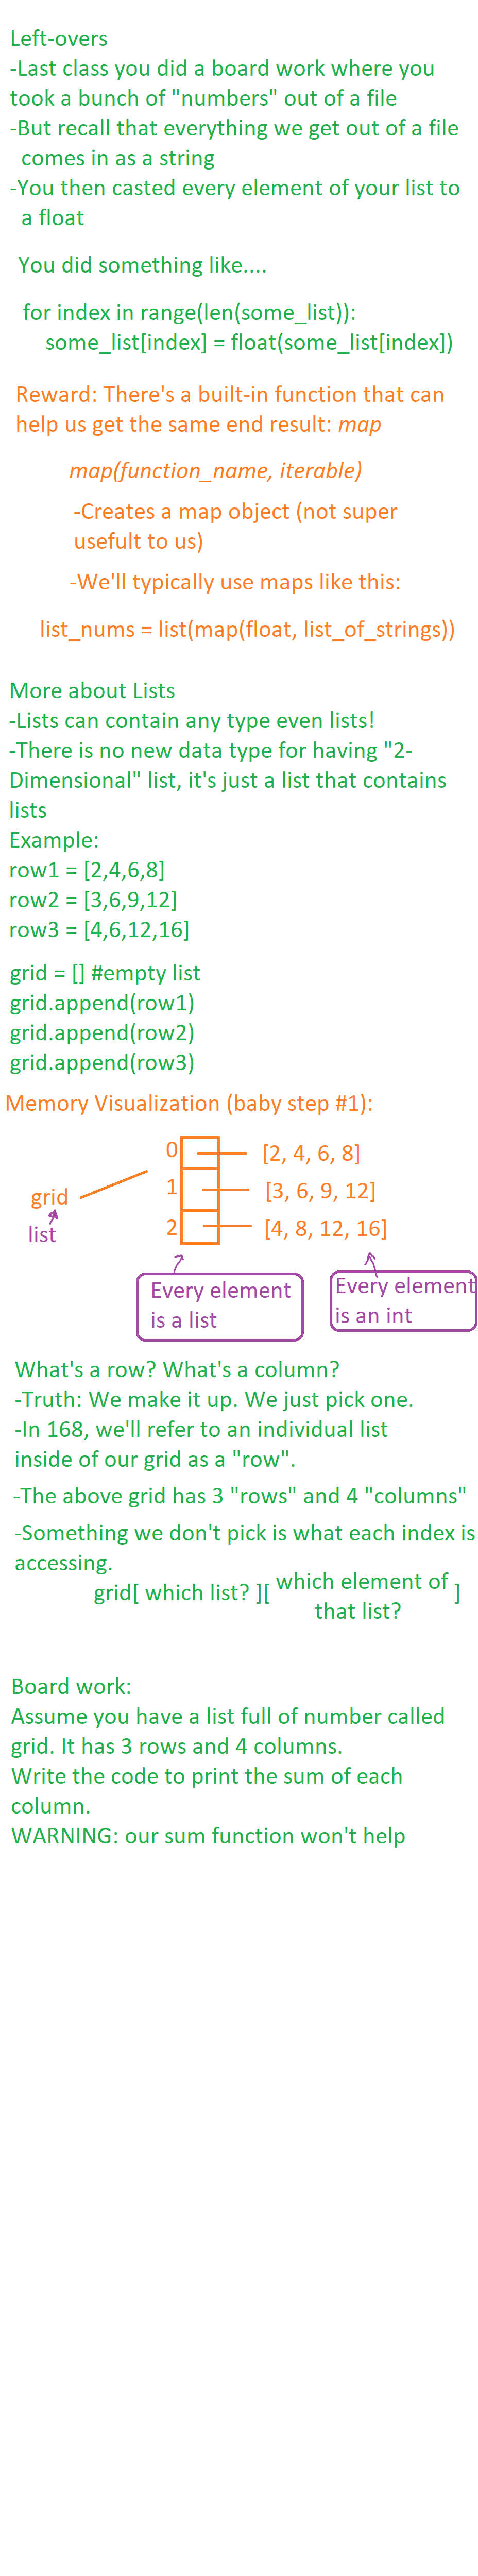 Left-overs
-Last class you did a board work where you
took a bunch of "numbers" out of a file
-But recall that everything we get out of a file
comes in as a string
-You then casted every element of your list to
a float
You did something like....
for index in range(len(some_list)):
some_list[index] = float(some_list[index])
Reward: There's a built-in function that can
help us get the same end result: map
map(function_name, iterable)
-Creates a map object (not super
usefult to us)
-We'll typically use maps like this:
list_nums = list(map(float, list_of_strings))
More about Lists
-Lists can contain any type even lists!
-There is no new data type for having "2-
Dimensional" list, it's just a list that contains
lists
Example:
row1 = [2,4,6,8]
row2 = [3,6,9,12]
row3 = [4,6,12,16]
grid = [] #empty list
grid.append(row1)
grid.append(row2)
grid.append(row3)
Memory Visualization (baby step #1):
0 [2, 4, 6, 8]
1 [3, 6, 9, 12]
grid
2 [4, 8, 12, 16]
list
Every element
is a list
Every element
is an int
What's a row? What's a column?
-Truth: We make it up. We just pick one.
-In 168, we'll refer to an individual list
inside of our grid as a "row".
-The above grid has 3 "rows" and 4 "columns"
-Something we don't pick is what each index is
accessing.
grid[ which list? ][ which element of that list? ]
Board work:
Assume you have a list full of number called
grid. It has 3 rows and 4 columns.
Write the code to print the sum of each
column.
WARNING: our sum function won't help